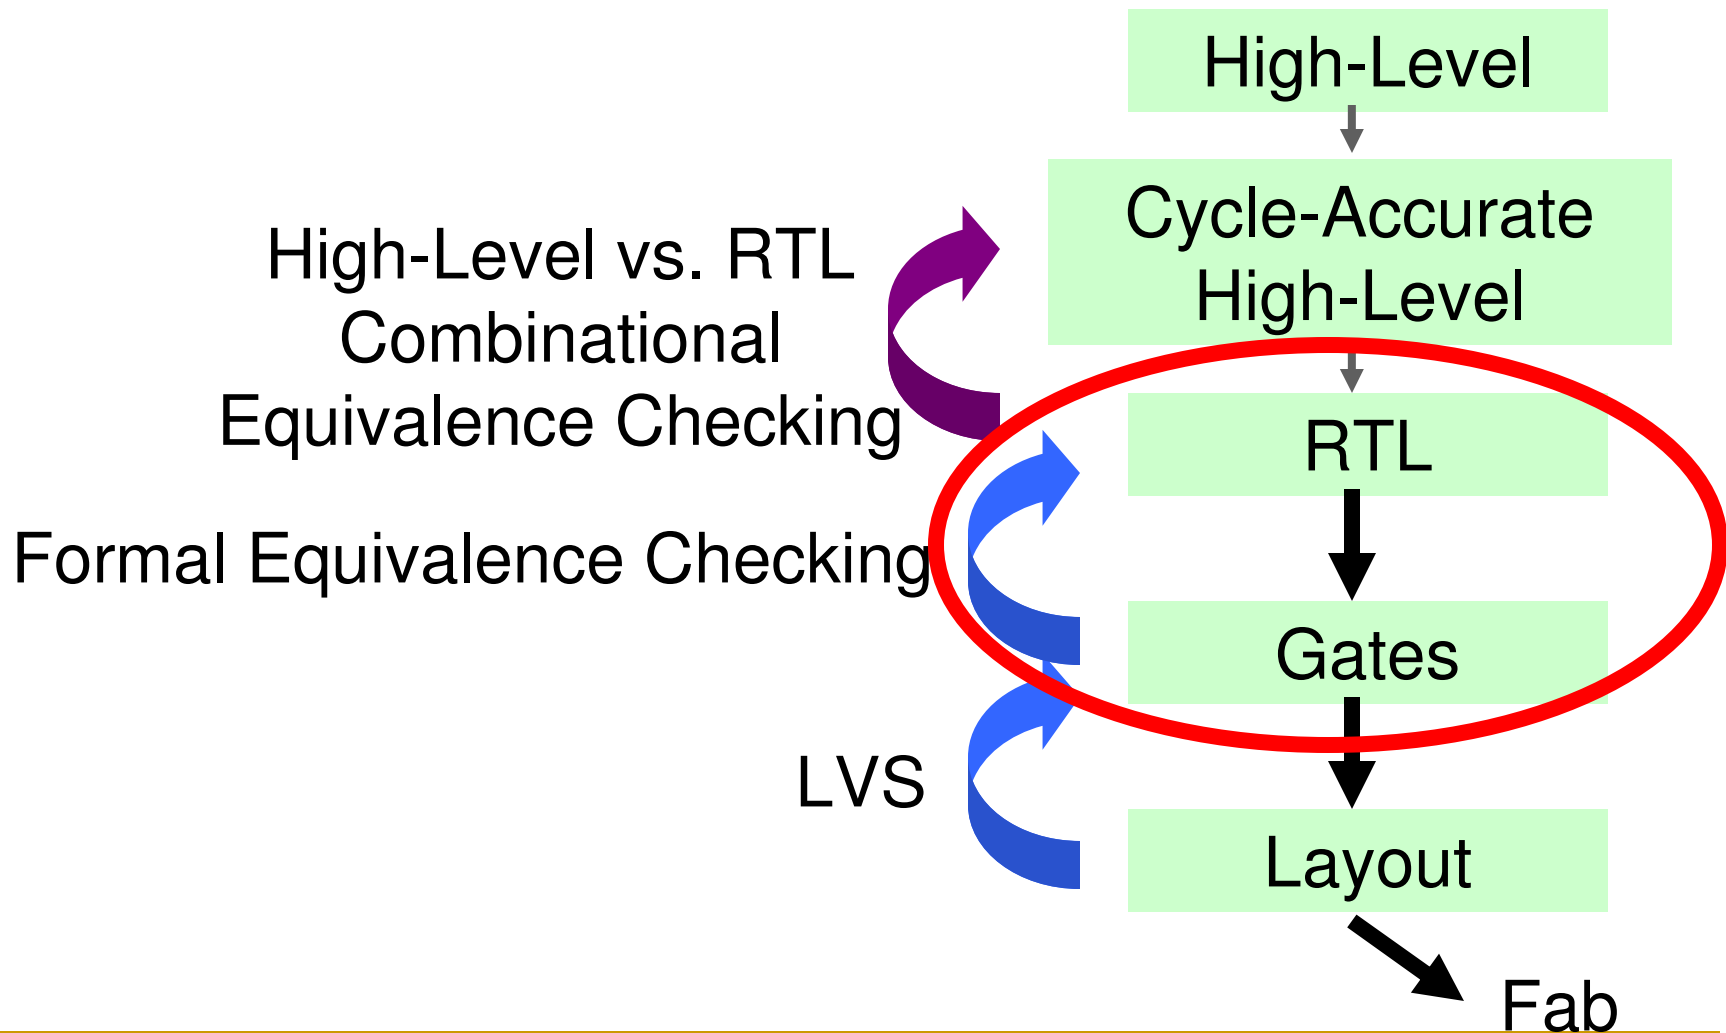 High-Level
Cycle-Accurate
High-Level
High-Level vs. RTL
Combinational
Equivalence Checking
RTL
Formal Equivalence Checking
Gates
LVS
Layout
Fab